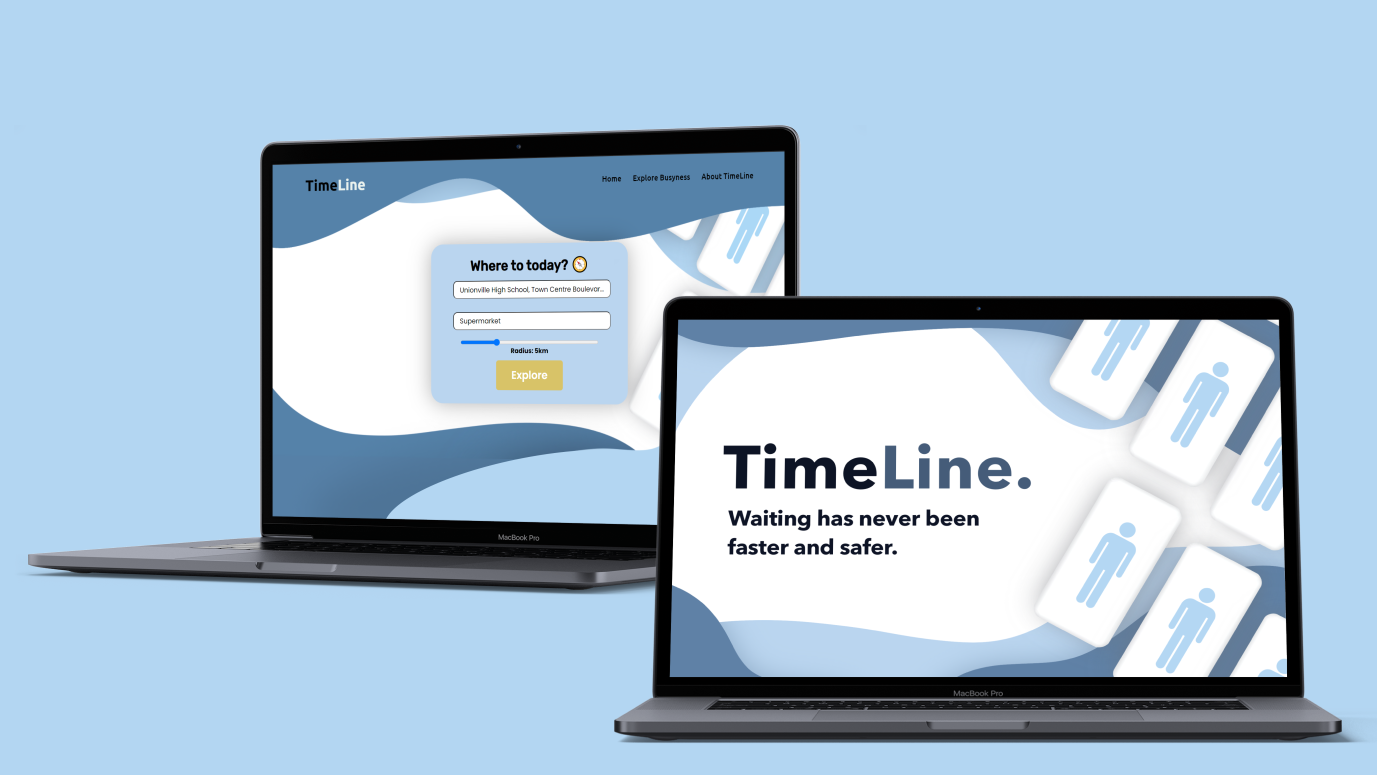 TimeLine
Home Explore Busyness About TimeLine
Where to today?
Unionville High School, Town Centre Boulevar...
Supermarket
Radius: 5km
Explore
MacBook Pro
TimeLine.
Waiting has never been
faster and safer.
MacBook Pro